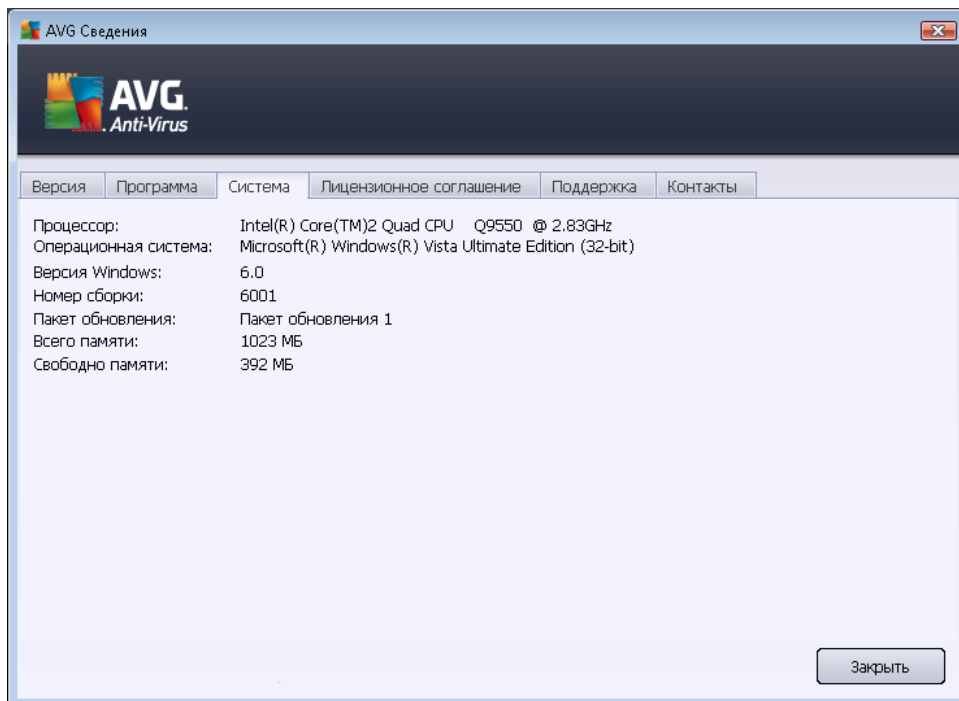 AVG Сведения
AVG.
Anti-Virus
Версия Программа Система Лицензионное соглашение Поддержка Контакты
Процессор: Intel(R) Core(TM)2 Quad CPU Q9550 @ 2.83GHz
Операционная система: Microsoft(R) Windows(R) Vista Ultimate Edition (32-bit)
Версия Windows: 6.0
Номер сборки: 6001
Пакет обновления: Пакет обновления 1
Всего памяти: 1023 МБ
Свободно памяти: 392 МБ
Закрыть